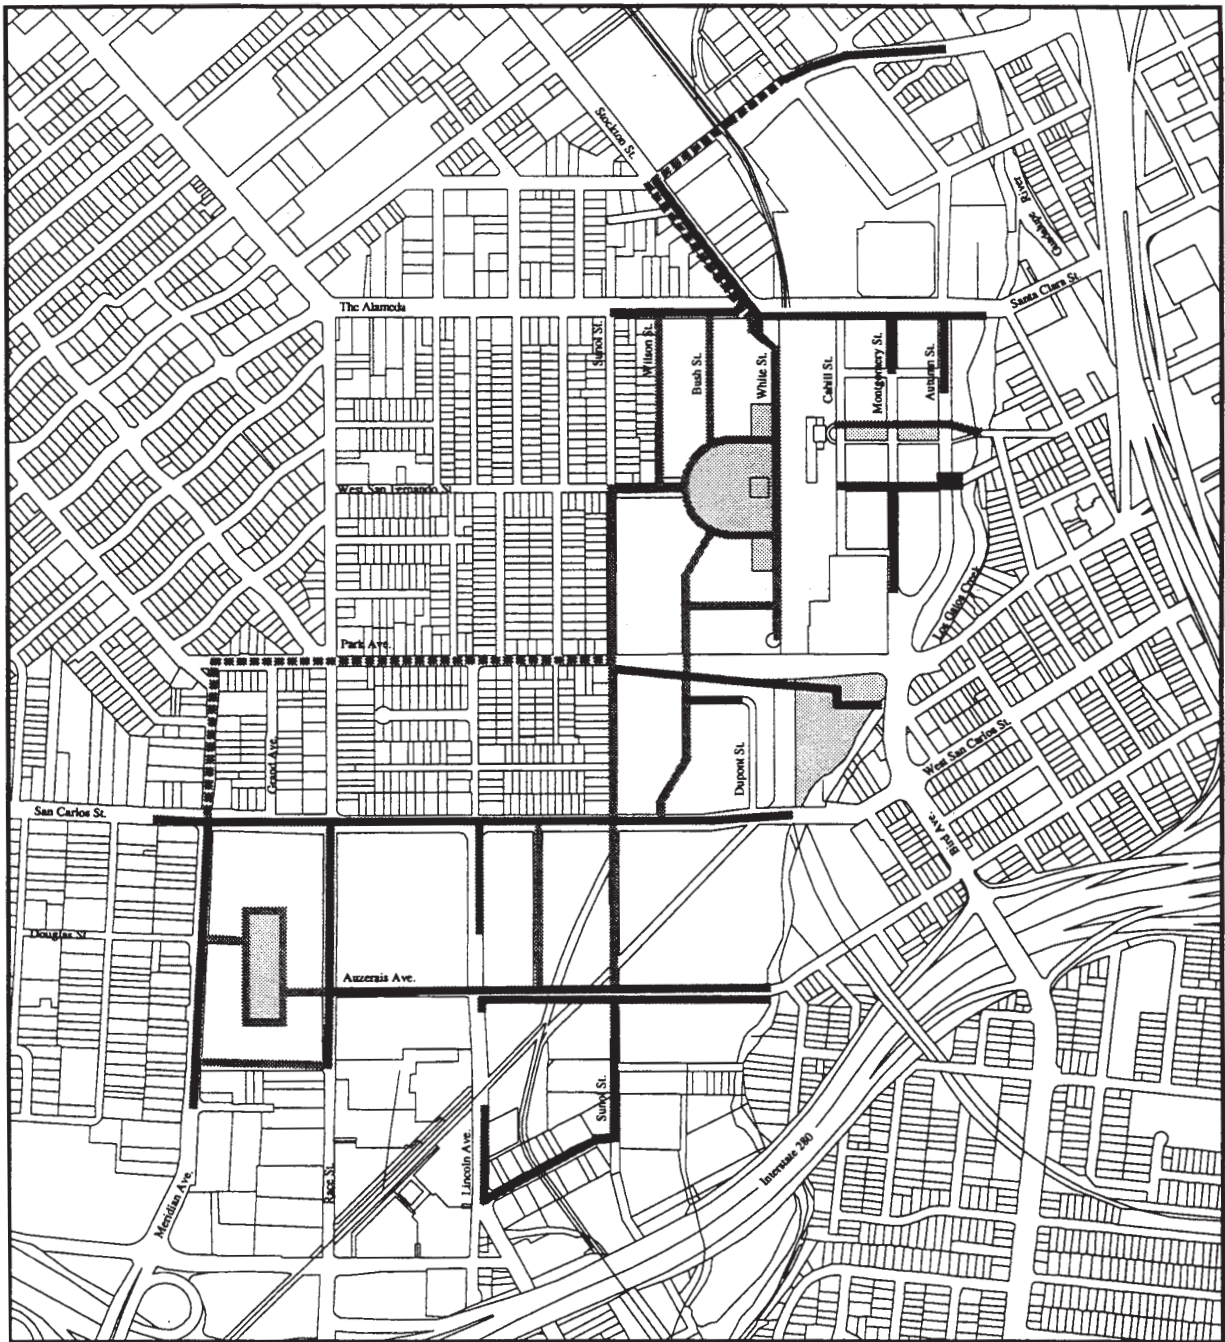 Stockton St.
Guadalupe River
Santa Clara St.
The Alameda
Sunol St.
Wilson St.
Bush St.
White St.
Cahill St.
Montgomery St.
Autumn St.
West San Fernando St
Los Gatos Creek
Park Ave.
Grand Ave.
Dupont St.
West San Carlos St.
San Carlos St.
Bird Ave.
Douglas St
Auzerais Ave.
Sunol St.
Lincoln Ave.
Race St.
Meridian Ave.
Interstate 280